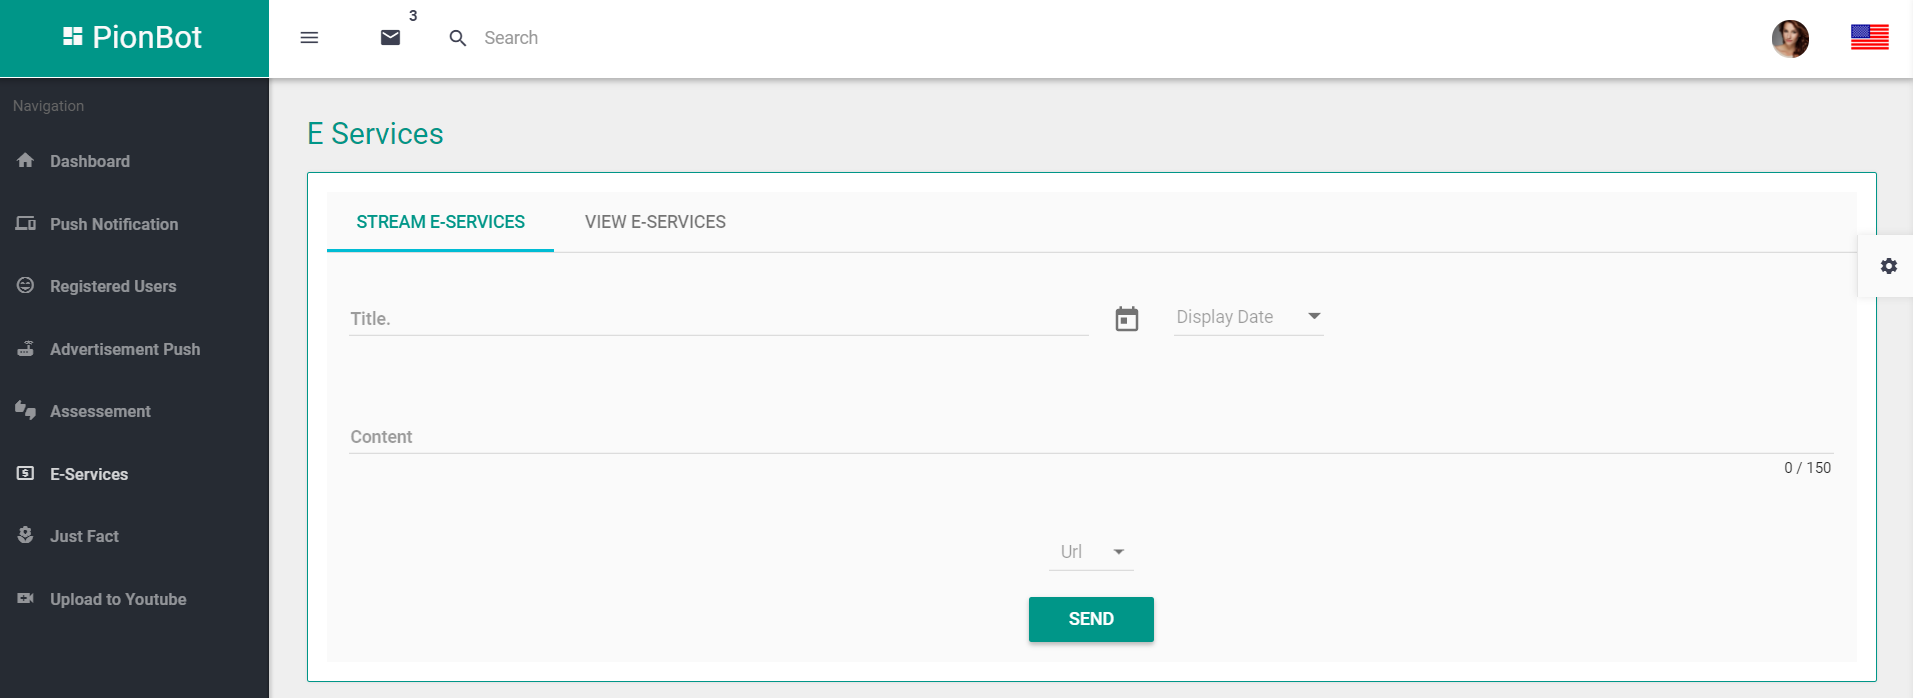 PionBot
3
Search
Navigation
Dashboard
Push Notification
Registered Users
Advertisement Push
Assessement
E-Services
Just Fact
Upload to Youtube
E Services
STREAM E-SERVICES
VIEW E-SERVICES
Title.
Display Date
Content
0 / 150
Url
SEND